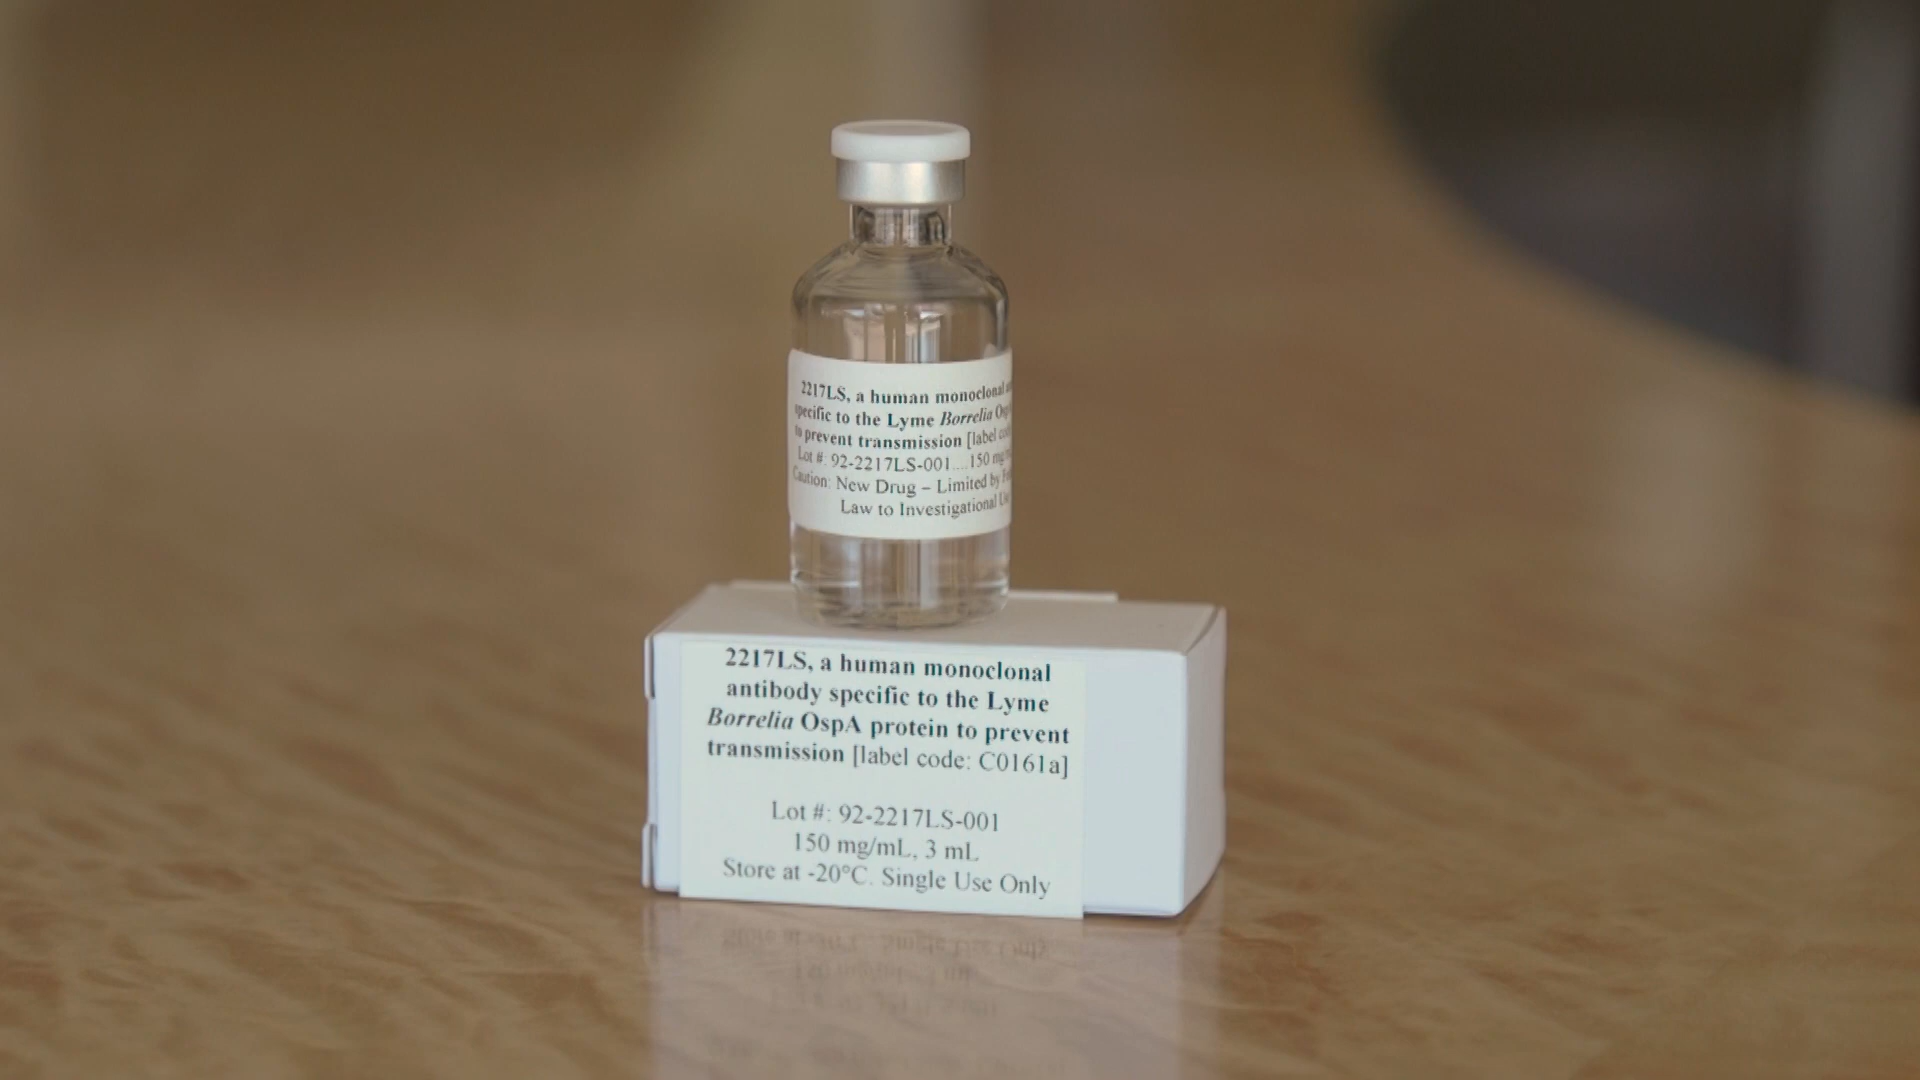 2217LS, a human monoclonal
specific to the Lyme Borrelia
to prevent transmission [label
Lot #: 92-2217LS-001....150
Caution: New Drug – Limited by
Law to Investigational
2217LS, a human monoclonal
antibody specific to the Lyme
Borrelia OspA protein to prevent
transmission [label code: C0161a]
Lot #: 92-2217LS-001
150 mg/mL, 3 mL
Store at -20°C. Single Use Only